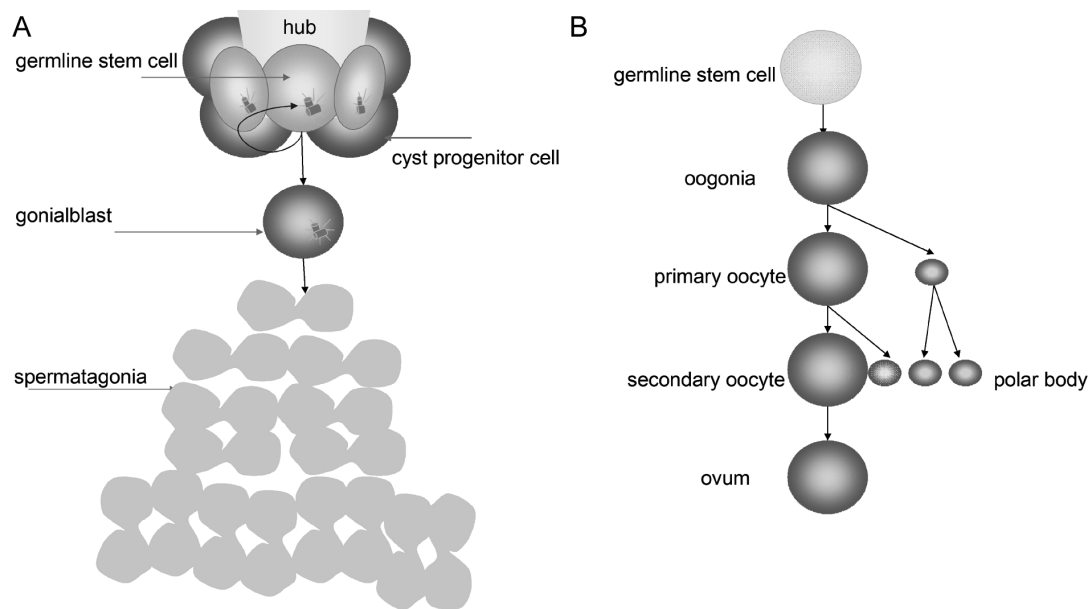 A
hub
germline stem cell
cyst progenitor cell
gonialblast
spermatagonia
B
germline stem cell
oogonia
primary oocyte
secondary oocyte
polar body
ovum